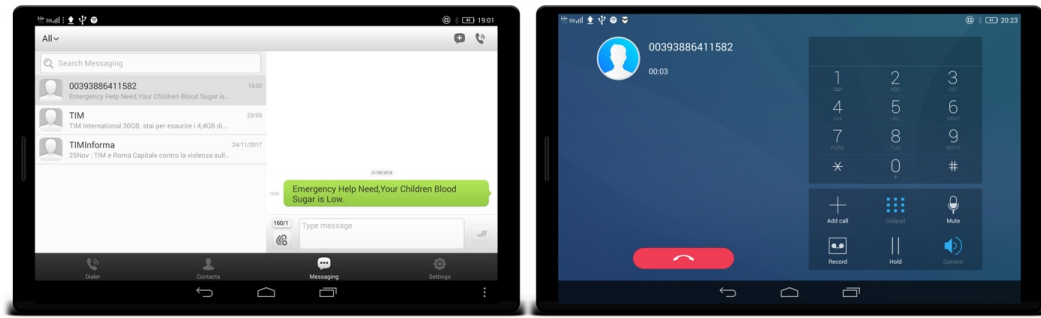 19:01
All
Search Messaging
00393886411582
19:00
Emergency Help Need,Your Children Blood Sugar is...
TIM
23/03
TIM International 30GB: stai per esaurire i 4,4GB di...
TIMInforma
24/11/2017
25Nov : TIM e Roma Capitale contro la violenza sull...
Emergency Help Need,Your Children Blood
Sugar is Low.
160/1
Type message
Dialer
Contacts
Messaging
Settings
20:23
00393886411582
00:03
1
2
3
4
5
6
7
8
9
*
0
#
Add call
Dialpad
Mute
Record
Hold
Speaker